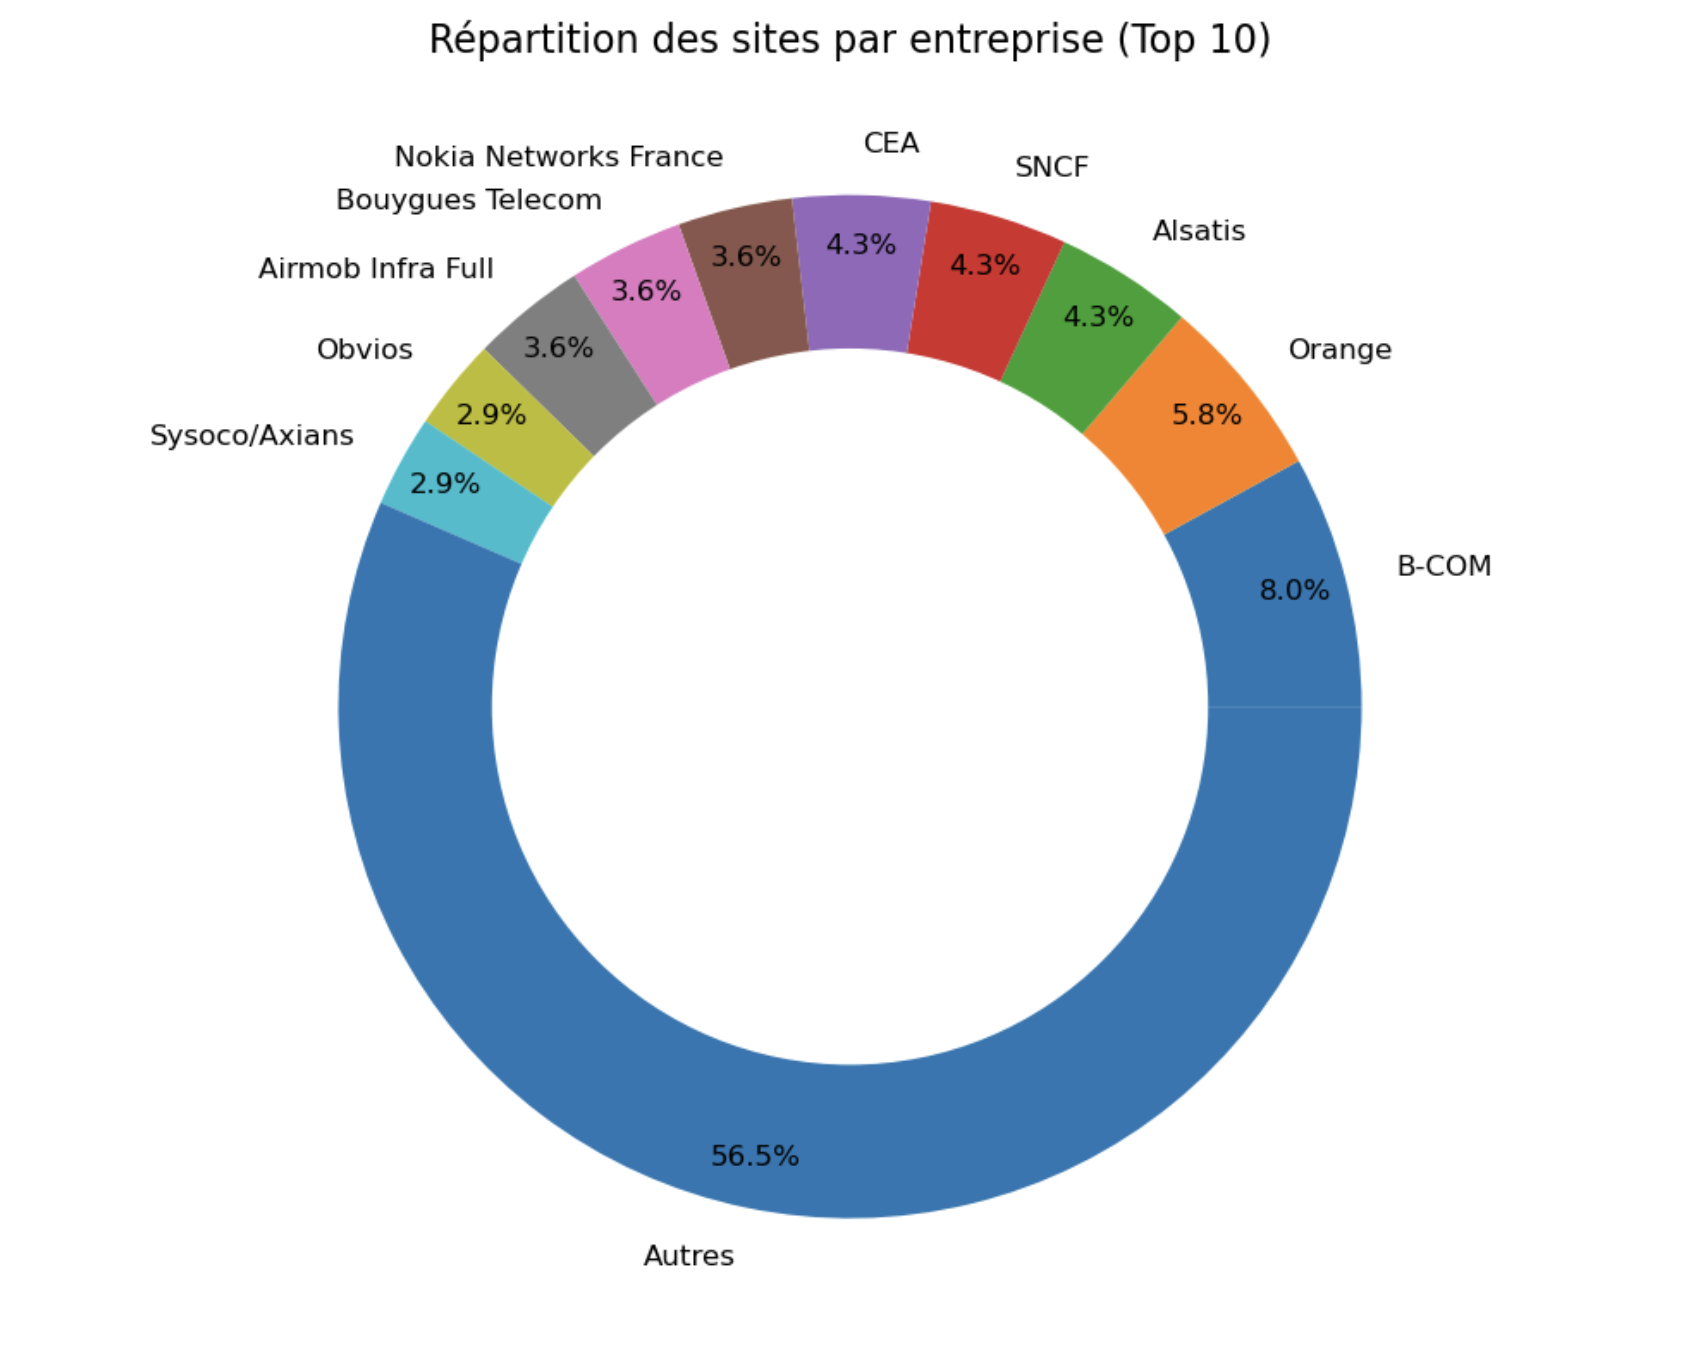 Répartition des sites par entreprise (Top 10)
CEA
Nokia Networks France
SNCF
Bouygues Telecom
Alsatis
4.3%
3.6%
4.3%
Airmob Infra Full
3.6%
4.3%
3.6%
Obvios
Orange
2.9%
5.8%
Sysoco/Axians
2.9%
B-COM
8.0%
56.5%
Autres